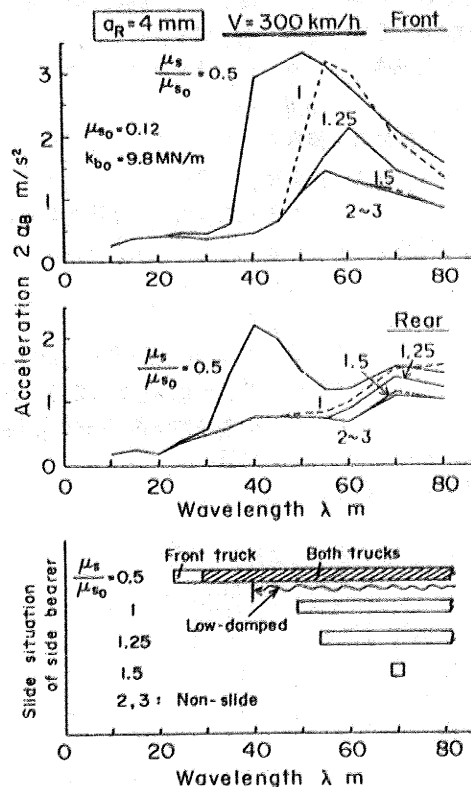 aR = 4 mm V = 300 km/h Front
μs/μs₀ = 0.5
1
1.25
1.5
2~3
μs₀ = 0.12
kb₀ = 9.8 MN/m
3
2
1
0
0 20 40 60 80
Acceleration 2 aB m/s²
Rear
μs/μs₀ = 0.5
1
1.5
1.25
2~3
2
1
0
0 20 40 60 80
Wavelength λ m
Slide situation
of side bearer
Front truck Both trucks
μs/μs₀ = 0.5
Low-damped
1
1.25
1.5
2, 3 : Non-slide
0 20 40 60 80
Wavelength λ m